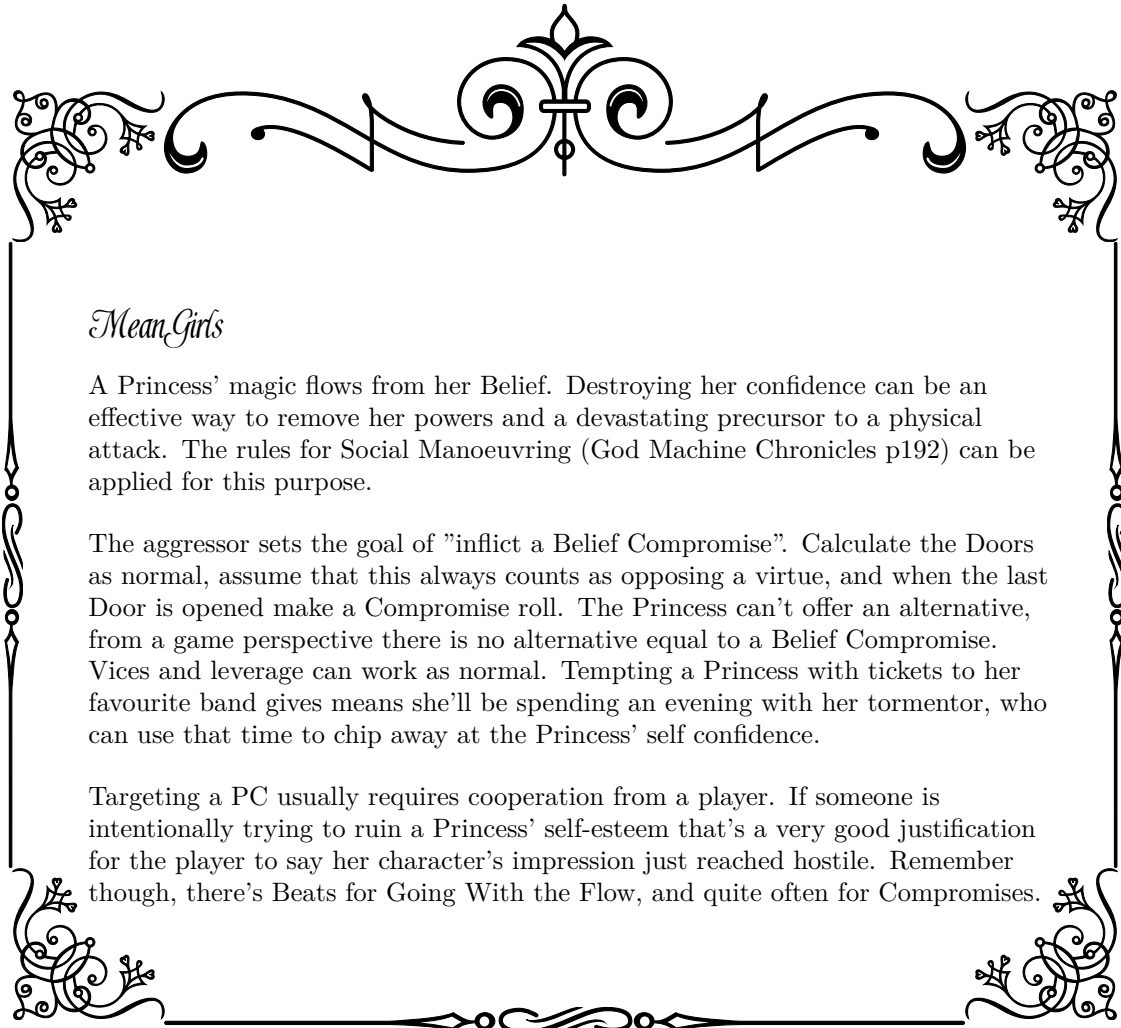 Mean Girls
A Princess' magic flows from her Belief. Destroying her confidence can be an
effective way to remove her powers and a devastating precursor to a physical
attack. The rules for Social Manoeuvring (God Machine Chronicles p192) can be
applied for this purpose.
The aggressor sets the goal of ”inflict a Belief Compromise”. Calculate the Doors
as normal, assume that this always counts as opposing a virtue, and when the last
Door is opened make a Compromise roll. The Princess can't offer an alternative,
from a game perspective there is no alternative equal to a Belief Compromise.
Vices and leverage can work as normal. Tempting a Princess with tickets to her
favourite band gives means she'll be spending an evening with her tormentor, who
can use that time to chip away at the Princess' self confidence.
Targeting a PC usually requires cooperation from a player. If someone is
intentionally trying to ruin a Princess' self-esteem that's a very good justification
for the player to say her character's impression just reached hostile. Remember
though, there's Beats for Going With the Flow, and quite often for Compromises.